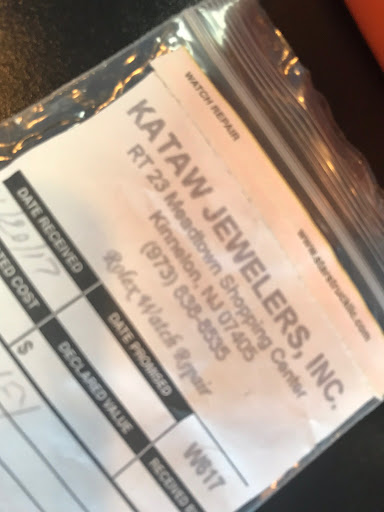 WATCH REPAIR
KATAW JEWELERS, INC.
RT 23 Meadtown Shopping Center
Kinnelon, NJ 07405
(973) 838-8535
Rolex Watch Repair
DATE RECEIVED
DATE PROMISED
W617
DECLARED VALUE
$
RECEIVED